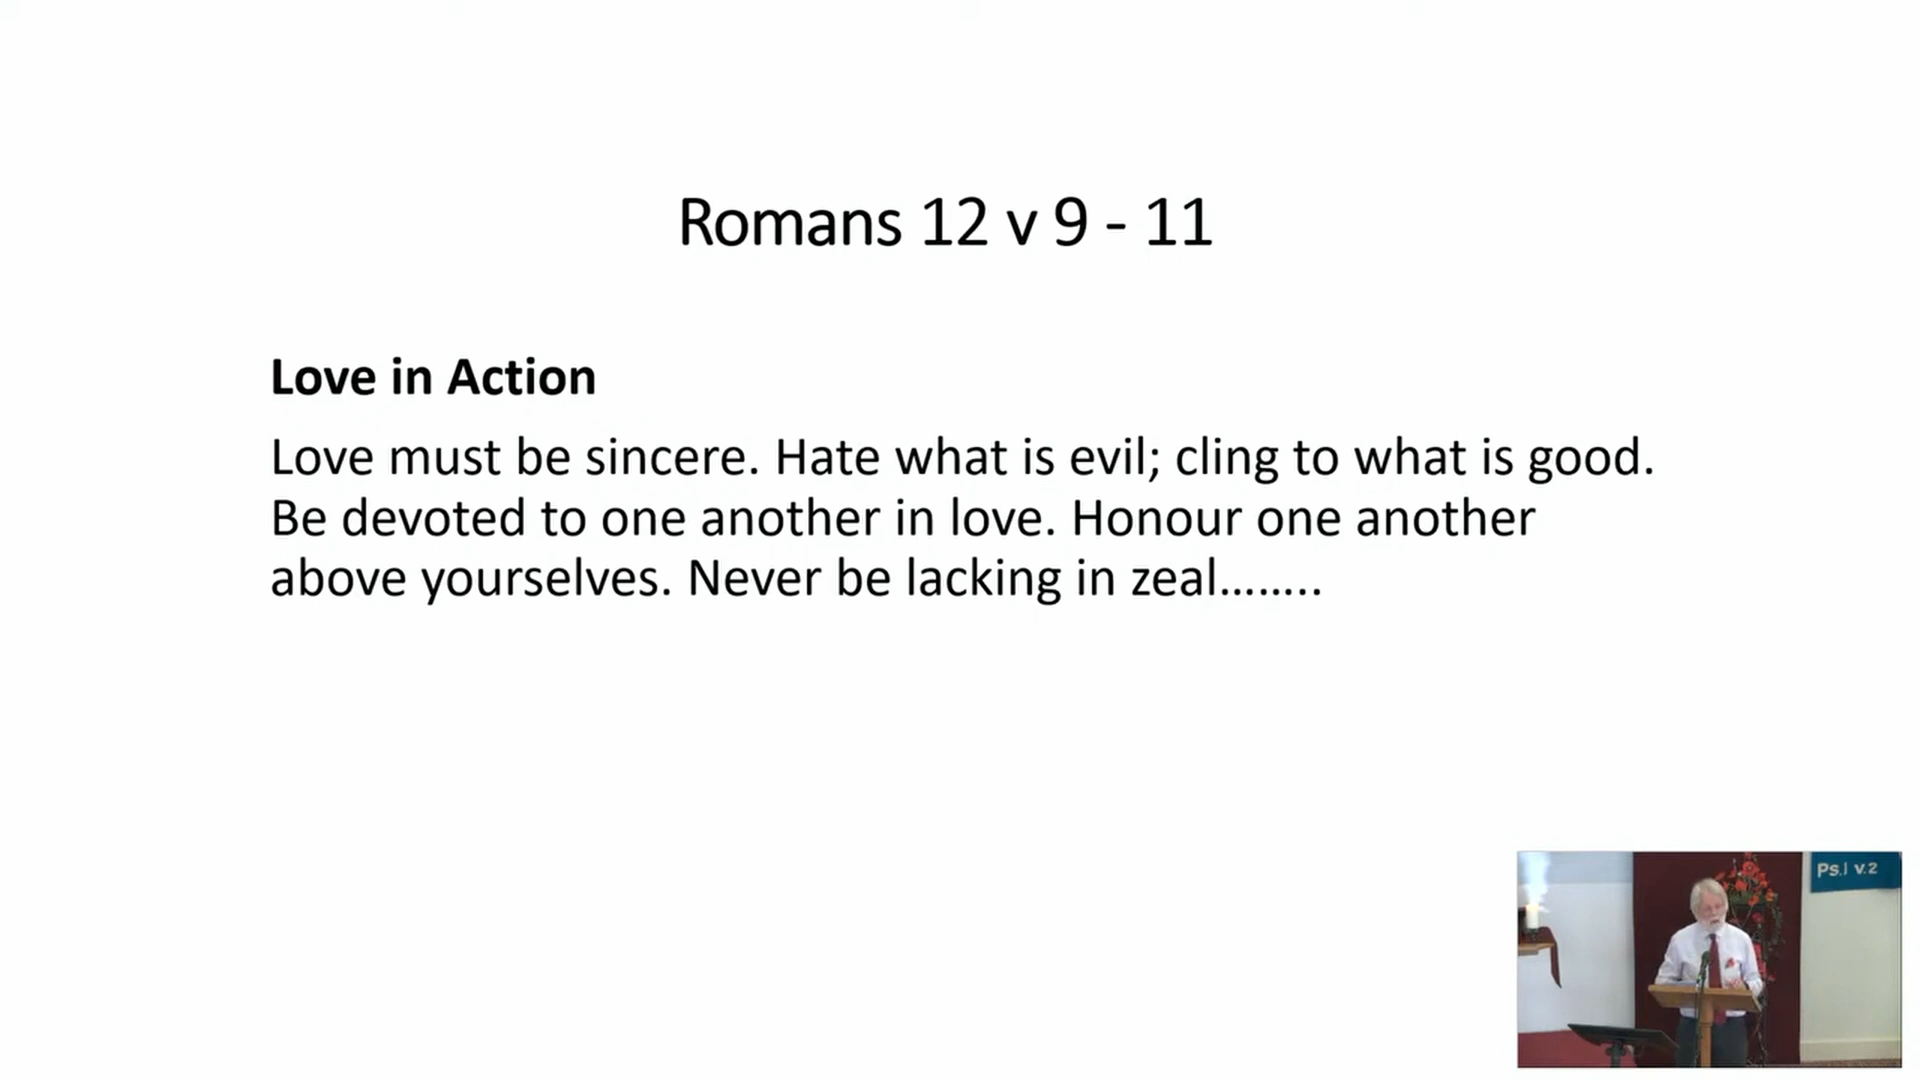 Romans 12 v 9 - 11
Love in Action
Love must be sincere. Hate what is evil; cling to what is good.
Be devoted to one another in love. Honour one another
above yourselves. Never be lacking in zeal……..
Ps.1 v.2